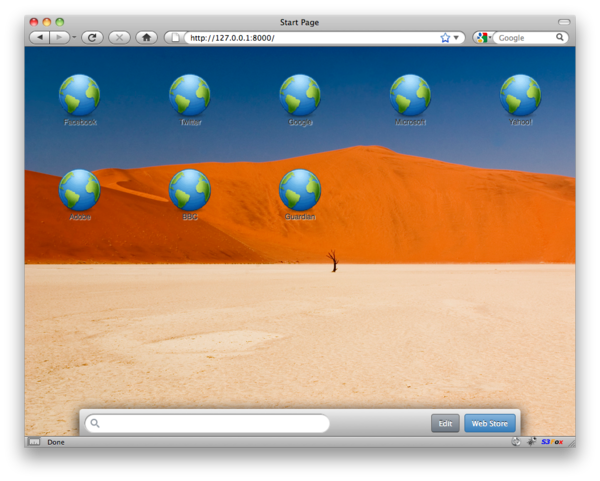 Start Page
http://127.0.0.1:8000/
Google
Facebook
Twitter
Google
Microsoft
Yahoo!
Adobe
BBC
Guardian
Edit
Web Store
Done
S3Fox